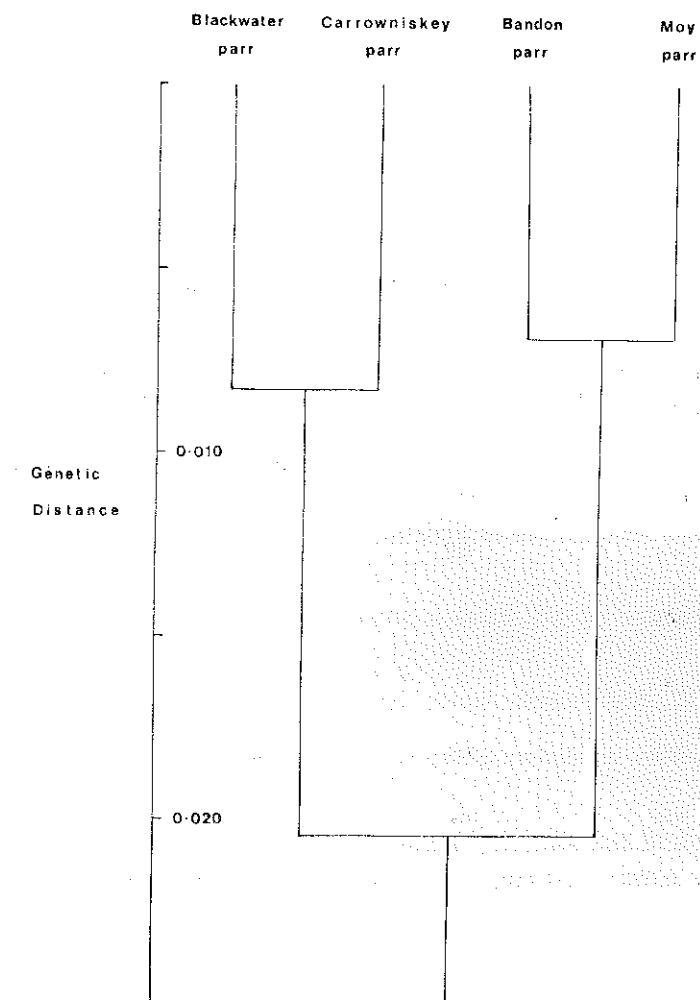 Blackwater
parr
Carrowniskey
parr
Bandon
parr
Moy
parr
0·010
Genetic
Distance
0·020